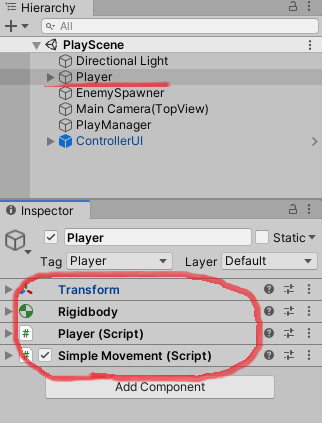 Hierarchy
All
PlayScene
Directional Light
Player
EnemySpawner
Main Camera(TopView)
PlayManager
ControllerUI
Inspector
Player
Static
Tag Player Layer Default
Transform
Rigidbody
# Player (Script)
# Simple Movement (Script)
Add Component